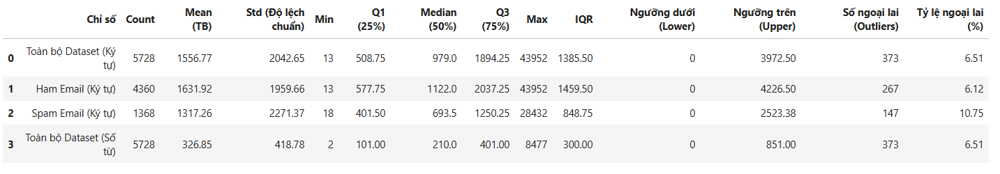 Chỉ số Count Mean (TB) Std (Độ lệch chuẩn) Min Q1 (25%) Median (50%) Q3 (75%) Max IQR Ngưỡng dưới (Lower) Ngưỡng trên (Upper) Số ngoại lai (Outliers) Tỷ lệ ngoại lai (%)
0 Toàn bộ Dataset (Ký tự) 5728 1556.77 2042.65 13 508.75 979.0 1894.25 43952 1385.50 0 3972.50 373 6.51
1 Ham Email (Ký tự) 4360 1631.92 1959.66 13 577.75 1122.0 2037.25 43952 1459.50 0 4226.50 267 6.12
2 Spam Email (Ký tự) 1368 1317.26 2271.37 18 401.50 693.5 1250.25 28432 848.75 0 2523.38 147 10.75
3 Toàn bộ Dataset (Số từ) 5728 326.85 418.78 2 101.00 210.0 401.00 8477 300.00 0 851.00 373 6.51